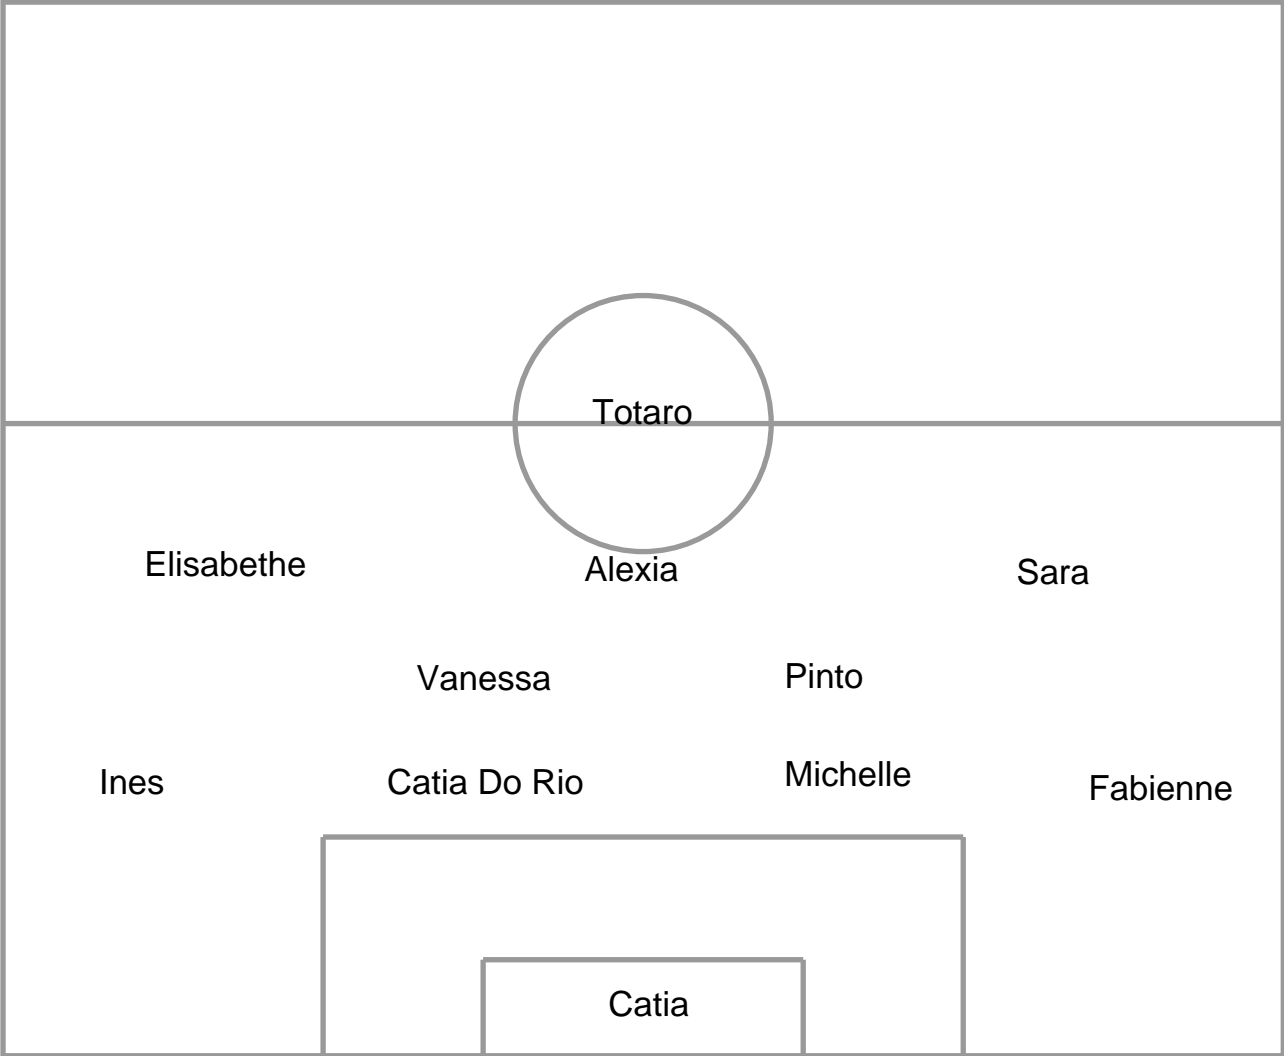 Totaro
Elisabethe Alexia Sara
Vanessa Pinto
Ines Catia Do Rio Michelle Fabienne
Catia